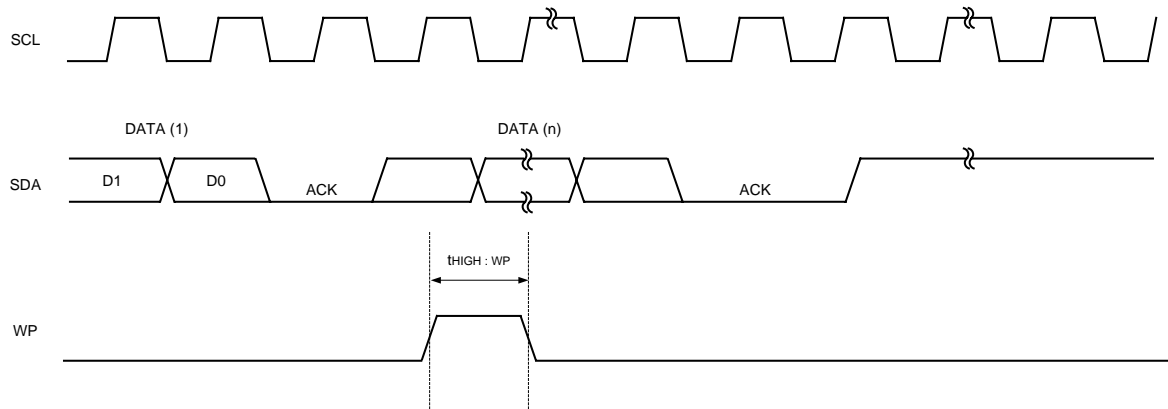 SCL
DATA (1)
DATA (n)
SDA
D1
D0
ACK
ACK
tHIGH : WP
WP